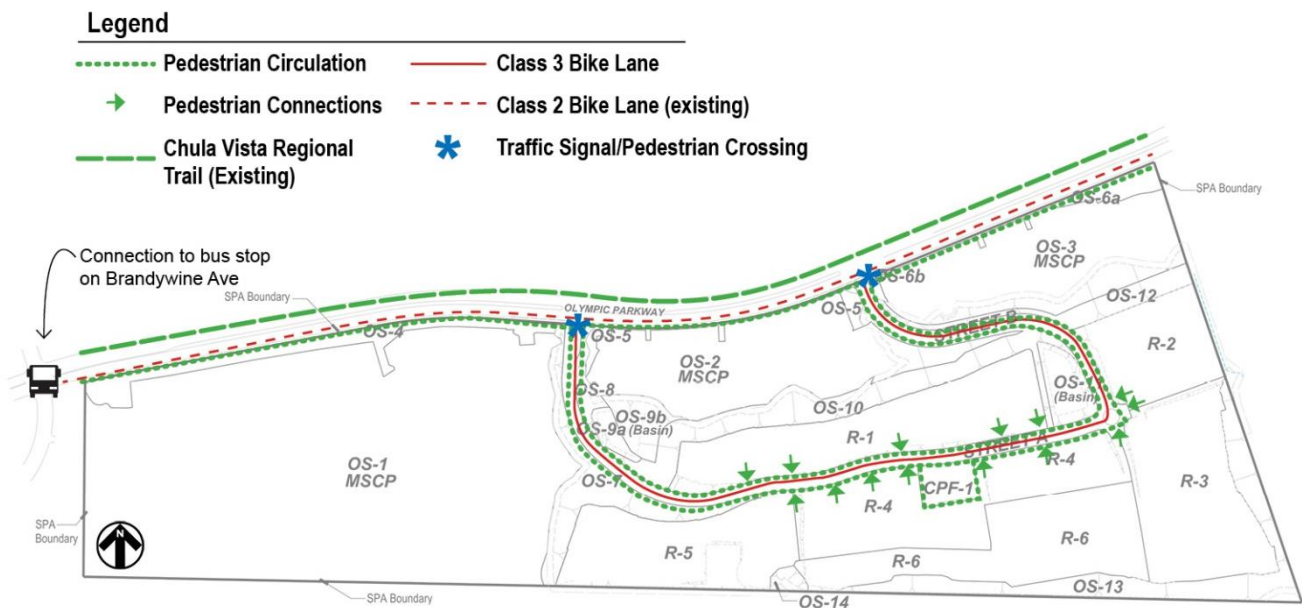 Legend
Pedestrian Circulation
Class 3 Bike Lane
Pedestrian Connections
Class 2 Bike Lane (existing)
Chula Vista Regional
Trail (Existing)
Traffic Signal/Pedestrian Crossing
SPA Boundary
OS-6a
OS-3
MSCP
Connection to bus stop
on Brandywine Ave
SPA Boundary
OS-6b
OS-12
OLYMPIC PARKWAY
OS-5
OS-4
OS-5
STREET B
R-2
OS-2
MSCP
OS-8
OS-7
(Basin)
OS-10
OS-9b
(Basin)
OS-9a
R-1
STREET A
R-4
OS-1
MSCP
OS-7
CPF-1
R-3
R-4
SPA
Boundary
N
R-5
R-6
R-6
OS-13
SPA Boundary
OS-14